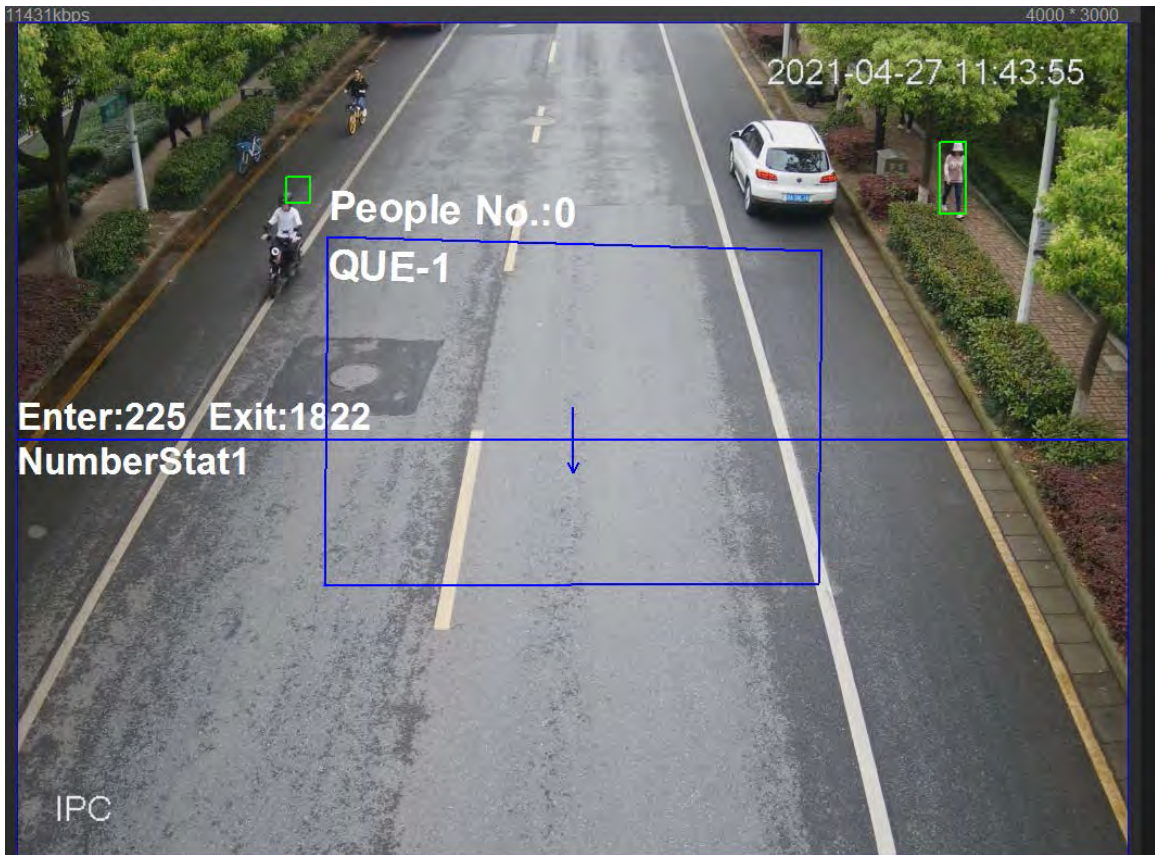 11431kbps
4000 * 3000
2021-04-27 11:43:55
People No.:0
QUE-1
Enter:225  Exit:1822
NumberStat1
IPC